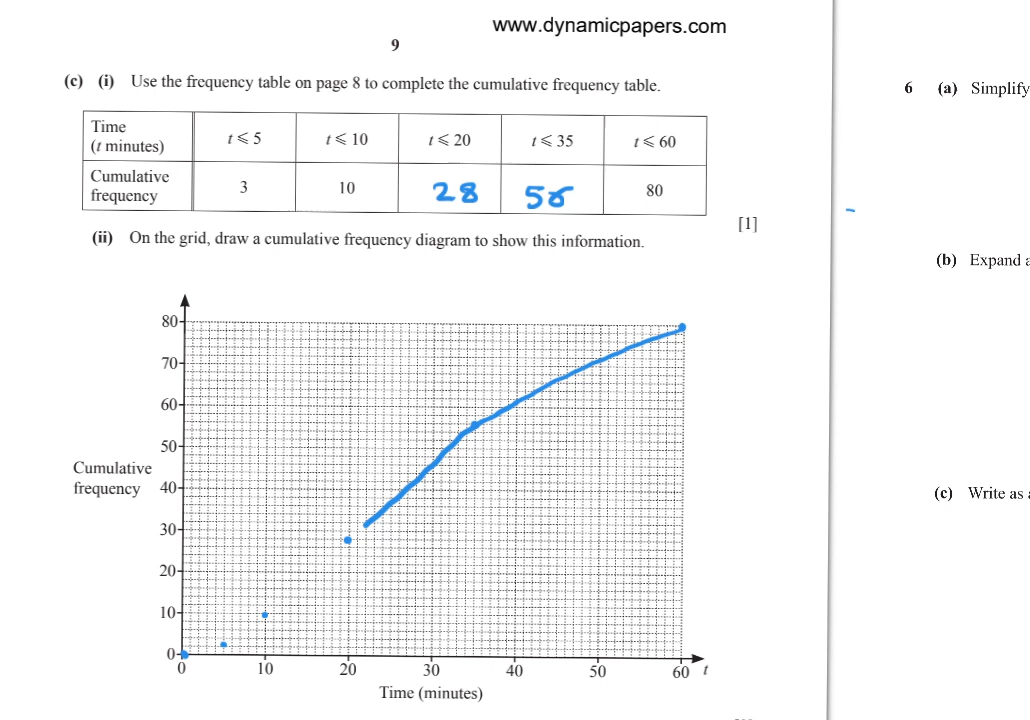 www.dynamicpapers.com
9
(c) (i) Use the frequency table on page 8 to complete the cumulative frequency table.
Time (t minutes) t ⩽ 5 t ⩽ 10 t ⩽ 20 t ⩽ 35 t ⩽ 60
Cumulative frequency 3 10 28 80
[1]
(ii) On the grid, draw a cumulative frequency diagram to show this information.
80
70
60
50
Cumulative frequency
40
30
20
10
0
0 10 20 30 40 50 60 t
Time (minutes)
6 (a) Simplify
(b) Expand
(c) Write as